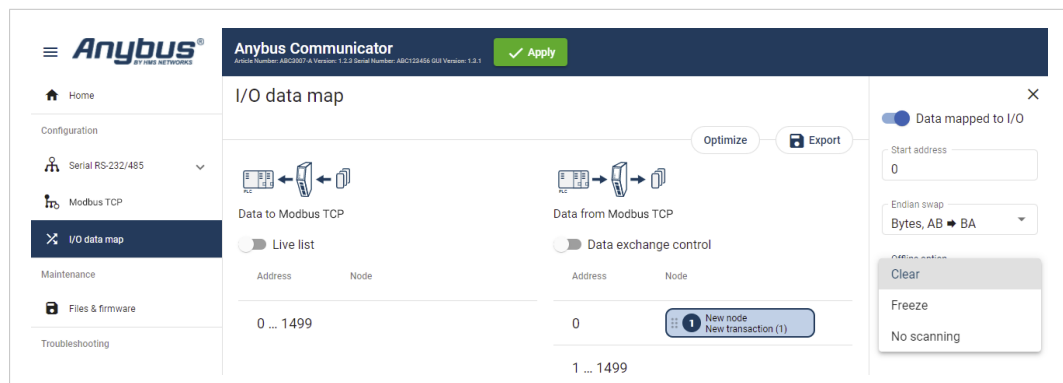 Anybus®
BY HMS NETWORKS
Anybus Communicator
Article Number: ABC3007-A Version: 1.2.3 Serial Number: ABC123456 GUI Version: 1.3.1
Apply
Home
Configuration
Serial RS-232/485
Modbus TCP
I/O data map
Maintenance
Files & firmware
Troubleshooting
I/O data map
Optimize
Export
PLC
Data to Modbus TCP
Live list
Address Node
0 ... 1499
PLC
Data from Modbus TCP
Data exchange control
Address Node
0
1
New node
New transaction (1)
1 ... 1499
Data mapped to I/O
Start address
0
Endian swap
Bytes, AB ➡ BA
Offline option
Clear
Freeze
No scanning